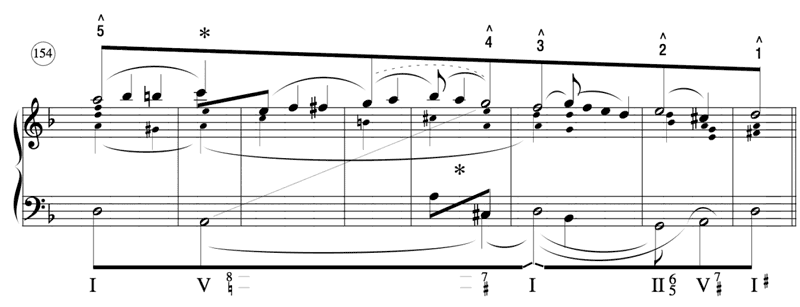 ^5 * ^4 ^3 ^2 ^1
154
*
I V 8 ♮ 7 ♯ I II 6 5 V 7 ♯ I ♯